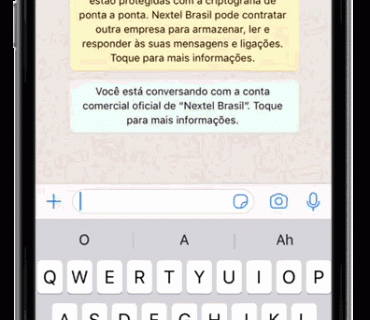 estão protegidas com a criptografia de
ponta a ponta. Nextel Brasil pode contratar
outra empresa para armazenar, ler e
responder às suas mensagens e ligações.
Toque para mais informações.
Você está conversando com a conta
comercial oficial de “Nextel Brasil”. Toque
para mais informações.
O A Ah
Q W E R T Y U I O P
A S D F G H J K L